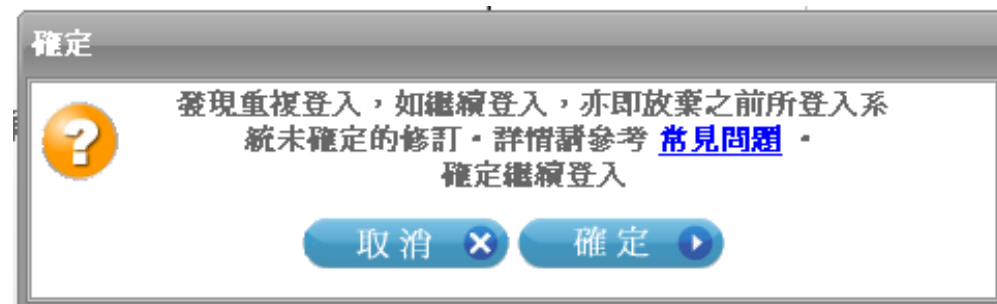 確定
發現重複登入，如繼續登入，亦即放棄之前所登入系
統未確定的修訂。詳情請參考 常見問題 。
確定繼續登入
取消 確定